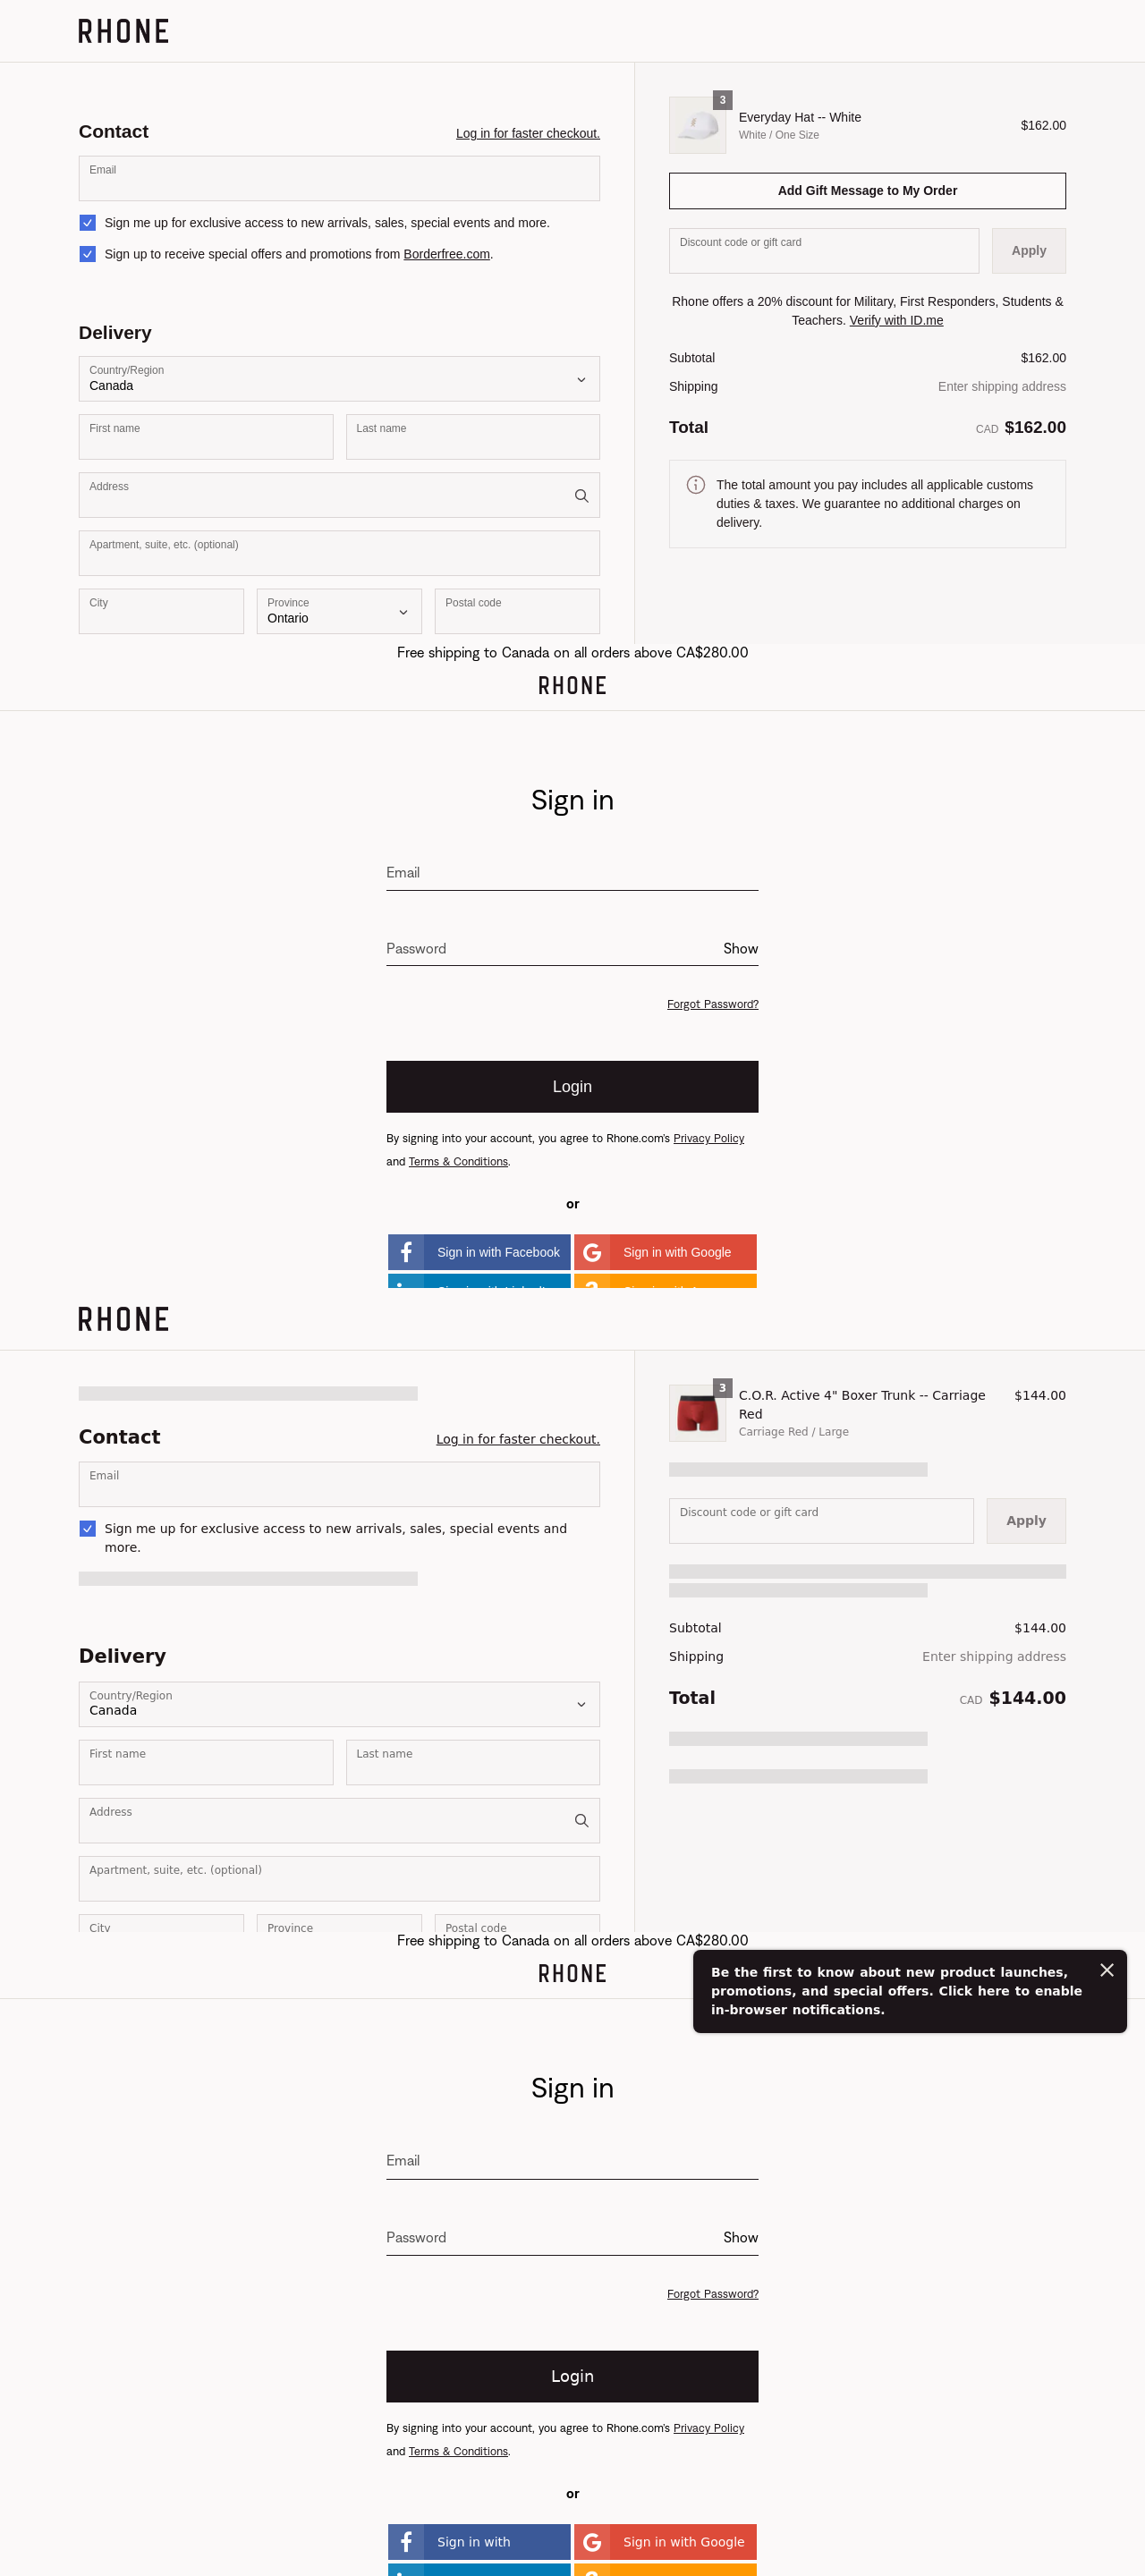 RHONE
Contact
Log in for faster checkout.
Email
Sign me up for exclusive access to new arrivals, sales, special events and more.
Sign up to receive special offers and promotions from Borderfree.com.
Delivery
Country/Region
Canada
First name
Last name
Address
Apartment, suite, etc. (optional)
City
Province
Ontario
Postal code
3
Everyday Hat -- White
White / One Size
$162.00
Add Gift Message to My Order
Discount code or gift card
Apply
Rhone offers a 20% discount for Military, First Responders, Students &
Teachers. Verify with ID.me
Subtotal
$162.00
Shipping
Enter shipping address
Total
CAD $162.00
The total amount you pay includes all applicable customs
duties & taxes. We guarantee no additional charges on
delivery.
Free shipping to Canada on all orders above CA$280.00
RHONE
Sign in
Email
Password
Show
Forgot Password?
Login
By signing into your account, you agree to Rhone.com's Privacy Policy
and Terms & Conditions.
or
Sign in with Facebook
Sign in with Google
RHONE
Contact
Log in for faster checkout.
Email
Sign me up for exclusive access to new arrivals, sales, special events and
more.
Delivery
Country/Region
Canada
First name
Last name
Address
Apartment, suite, etc. (optional)
City
Province
Postal code
3
C.O.R. Active 4" Boxer Trunk -- Carriage
Red
Carriage Red / Large
$144.00
Discount code or gift card
Apply
Subtotal
$144.00
Shipping
Enter shipping address
Total
CAD $144.00
Free shipping to Canada on all orders above CA$280.00
RHONE
Be the first to know about new product launches,
promotions, and special offers. Click here to enable
in-browser notifications.
Sign in
Email
Password
Show
Forgot Password?
Login
By signing into your account, you agree to Rhone.com's Privacy Policy
and Terms & Conditions.
or
Sign in with
Sign in with Google